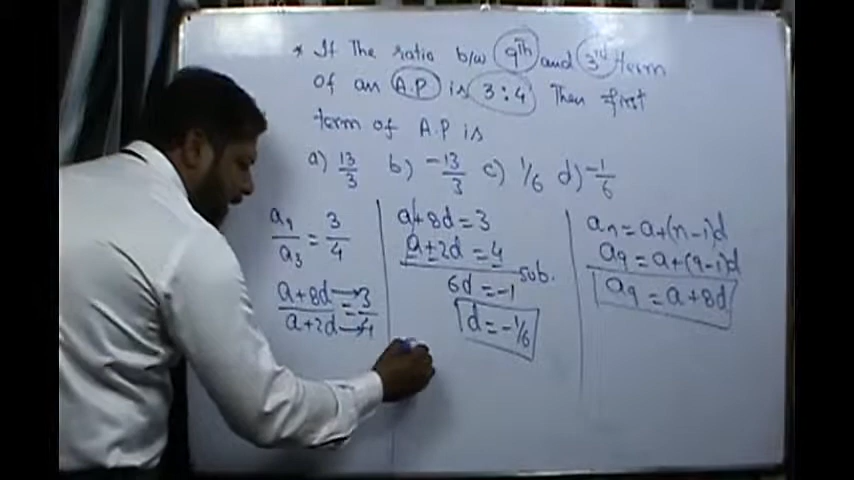 * If The ratio b/w 9th and 3rd term
of an A.P is 3:4 Then first
term of A.P is
a) 13/3 b) -13/3 c) 1/6 d) -1/6
a9/a3 = 3/4
(a+8d)/(a+2d) → 3/4
a+8d=3
a+2d=4
sub.
6d=-1
d=-1/6
an=a+(n-1)d
a9=a+(9-1)d
a9=a+8d